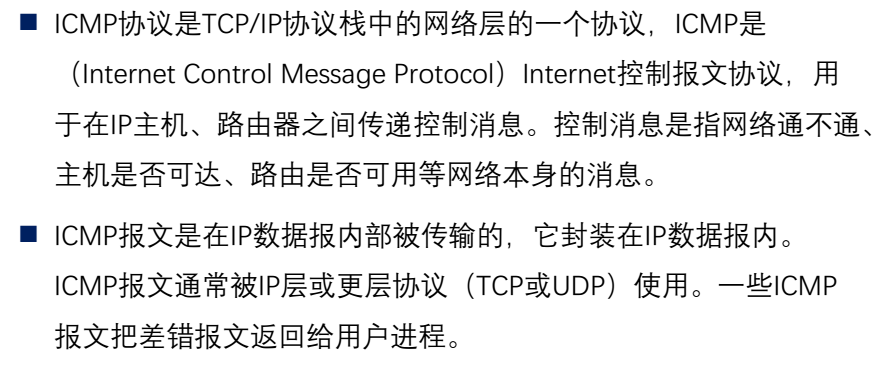 ■ ICMP协议是TCP/IP协议栈中的网络层的一个协议，ICMP是
（Internet Control Message Protocol）Internet控制报文协议，用
于在IP主机、路由器之间传递控制消息。控制消息是指网络通不通、
主机是否可达、路由是否可用等网络本身的消息。
■ ICMP报文是在IP数据报内部被传输的，它封装在IP数据报内。
ICMP报文通常被IP层或更层协议（TCP或UDP）使用。一些ICMP
报文把差错报文返回给用户进程。